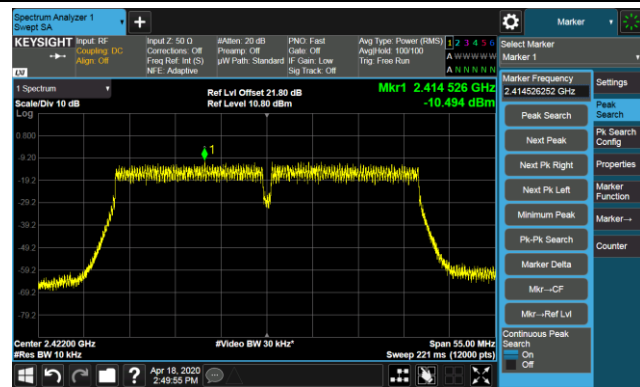 Spectrum Analyzer 1
Swept SA
Marker
KEYSIGHT
Input: RF
Coupling: DC
Align: Off
Input Z: 50 Ω
Corrections: Off
Freq Ref: Int (S)
NFE: Adaptive
#Atten: 20 dB
Preamp: Off
µW Path: Standard
PNO: Fast
Gate: Off
IF Gain: Low
Sig Track: Off
Avg Type: Power (RMS)
Avg|Hold: 100/100
Trig: Free Run
1 2 3 4 5 6
A W W W W W
A N N N N N
LXI
Select Marker
Marker 1
1 Spectrum
Scale/Div 10 dB
Log
Ref Lvl Offset 21.80 dB
Ref Level 10.80 dBm
Mkr1 2.414 526 GHz
-10.494 dBm
0.800
-9.20
-19.2
-29.2
-39.2
-49.2
-59.2
-69.2
-79.2
1
Center 2.42200 GHz
#Res BW 10 kHz
#Video BW 30 kHz*
Span 55.00 MHz
Sweep 221 ms (12000 pts)
Marker Frequency
2.414526252 GHz
Peak Search
Next Peak
Next Pk Right
Next Pk Left
Minimum Peak
Pk-Pk Search
Marker Delta
Mkr→CF
Mkr→Ref Lvl
Continuous Peak
Search
On
Off
Settings
Peak
Search
Pk Search
Config
Properties
Marker
Function
Marker→
Counter
?
Apr 18, 2020
2:49:55 PM